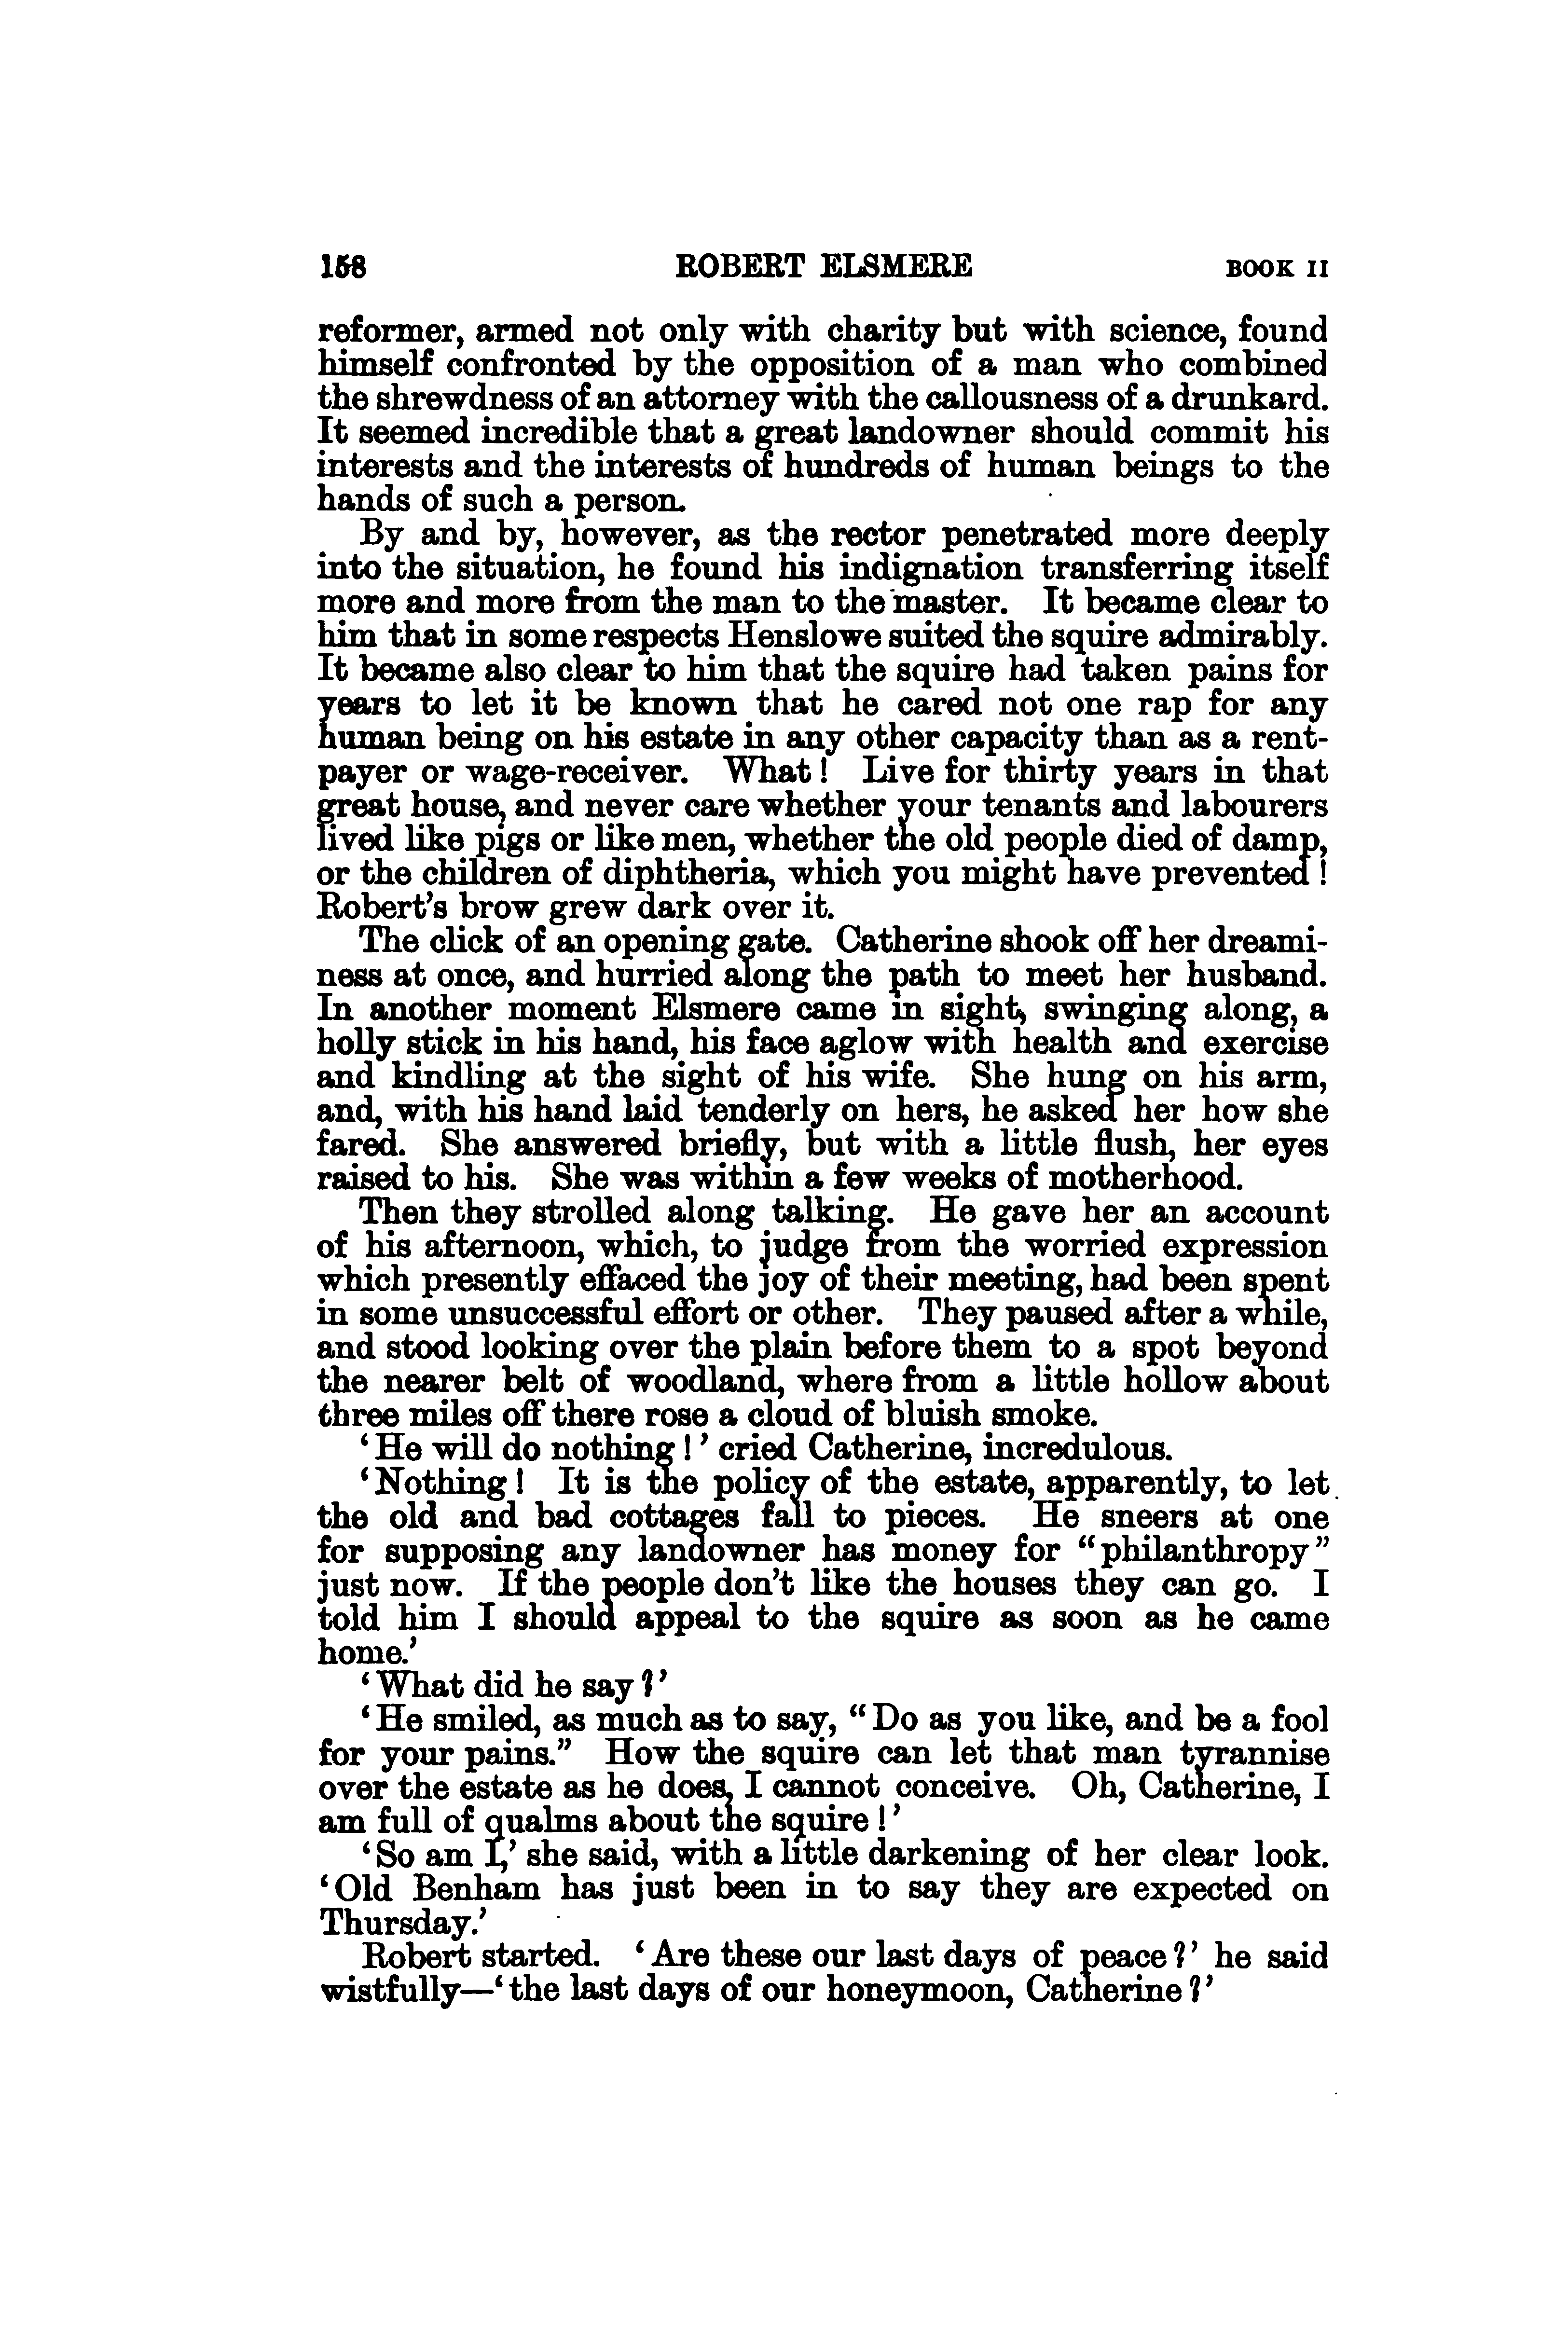 158 ROBERT ELSMERE BOOK II
reformer, armed not only with charity but with science, found
himself confronted by the opposition of a man who combined
the shrewdness of an attorney with the callousness of a drunkard.
It seemed incredible that a great landowner should commit his
interests and the interests of hundreds of human beings to the
hands of such a person.
By and by, however, as the rector penetrated more deeply
into the situation, he found his indignation transferring itself
more and more from the man to the master. It became clear to
him that in some respects Henslowe suited the squire admirably.
It became also clear to him that the squire had taken pains for
years to let it be known that he cared not one rap for any
human being on his estate in any other capacity than as a rent-
payer or wage-receiver. What! Live for thirty years in that
great house, and never care whether your tenants and labourers
lived like pigs or like men, whether the old people died of damp,
or the children of diphtheria, which you might have prevented!
Robert's brow grew dark over it.
The click of an opening gate. Catherine shook off her dreami-
ness at once, and hurried along the path to meet her husband.
In another moment Elsmere came in sight, swinging along, a
holly stick in his hand, his face aglow with health and exercise
and kindling at the sight of his wife. She hung on his arm,
and, with his hand laid tenderly on hers, he asked her how she
fared. She answered briefly, but with a little flush, her eyes
raised to his. She was within a few weeks of motherhood.
Then they strolled along talking. He gave her an account
of his afternoon, which, to judge from the worried expression
which presently effaced the joy of their meeting, had been spent
in some unsuccessful effort or other. They paused after a while,
and stood looking over the plain before them to a spot beyond
the nearer belt of woodland, where from a little hollow about
three miles off there rose a cloud of bluish smoke.
'He will do nothing!' cried Catherine, incredulous.
'Nothing! It is the policy of the estate, apparently, to let
the old and bad cottages fall to pieces. He sneers at one
for supposing any landowner has money for "philanthropy"
just now. If the people don't like the houses they can go. I
told him I should appeal to the squire as soon as he came
home.'
'What did he say?'
'He smiled, as much as to say, "Do as you like, and be a fool
for your pains." How the squire can let that man tyrannise
over the estate as he does, I cannot conceive. Oh, Catherine, I
am full of qualms about the squire!'
'So am I,' she said, with a little darkening of her clear look.
'Old Benham has just been in to say they are expected on
Thursday.'
Robert started. 'Are these our last days of peace?' he said
wistfully—'the last days of our honeymoon, Catherine?'